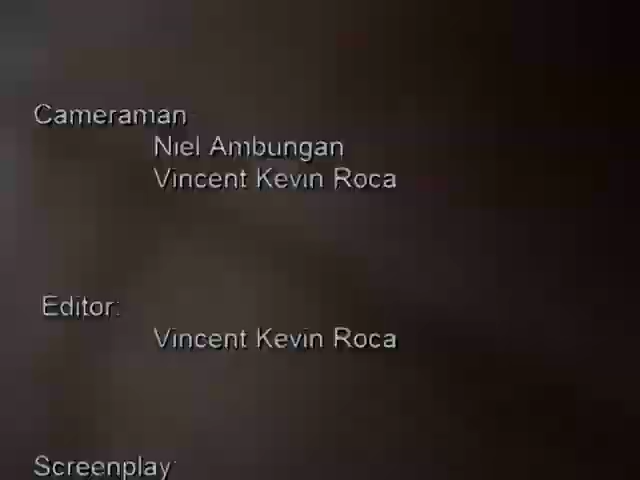 Cameraman
Niel Ambungan
Vincent Kevin Roca
Editor:
Vincent Kevin Roca
Screenplay: